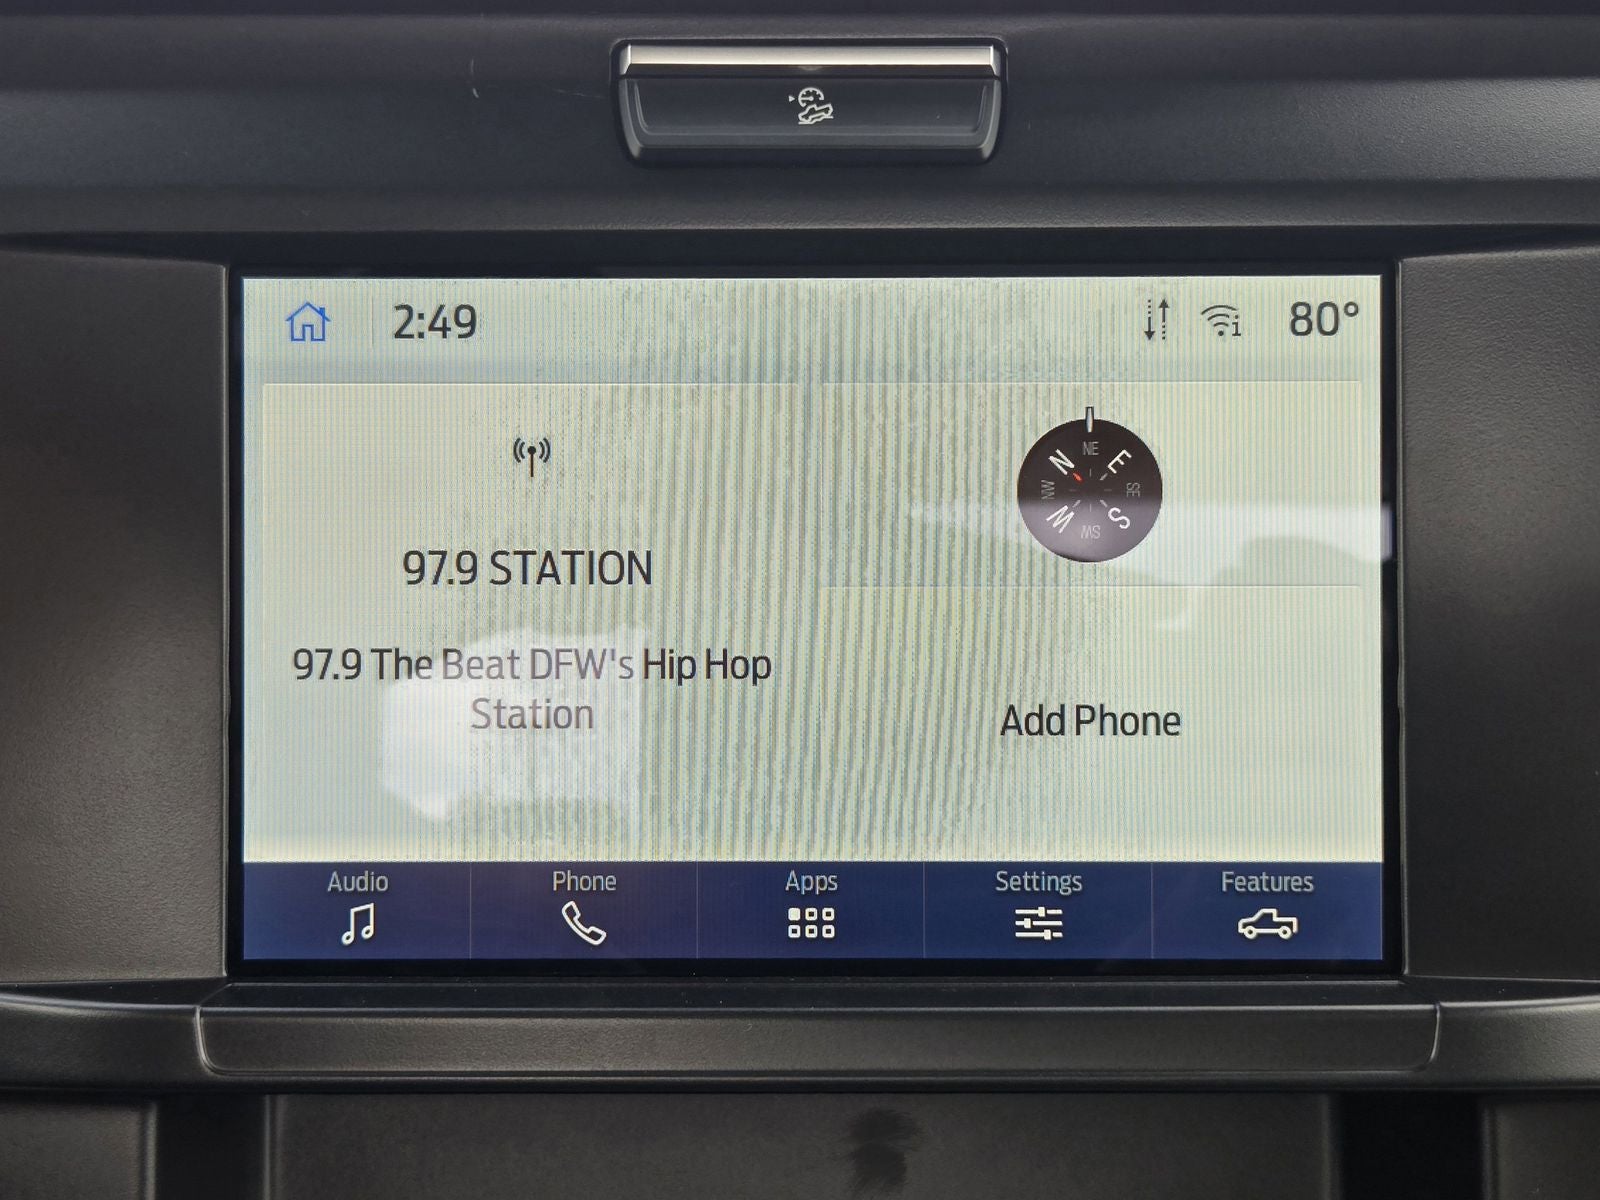 2:49
80°
NE
N
E
NW
SE
W
S
SW
97.9 STATION
97.9 The Beat DFW's Hip Hop
Station
Add Phone
Audio
Phone
Apps
Settings
Features